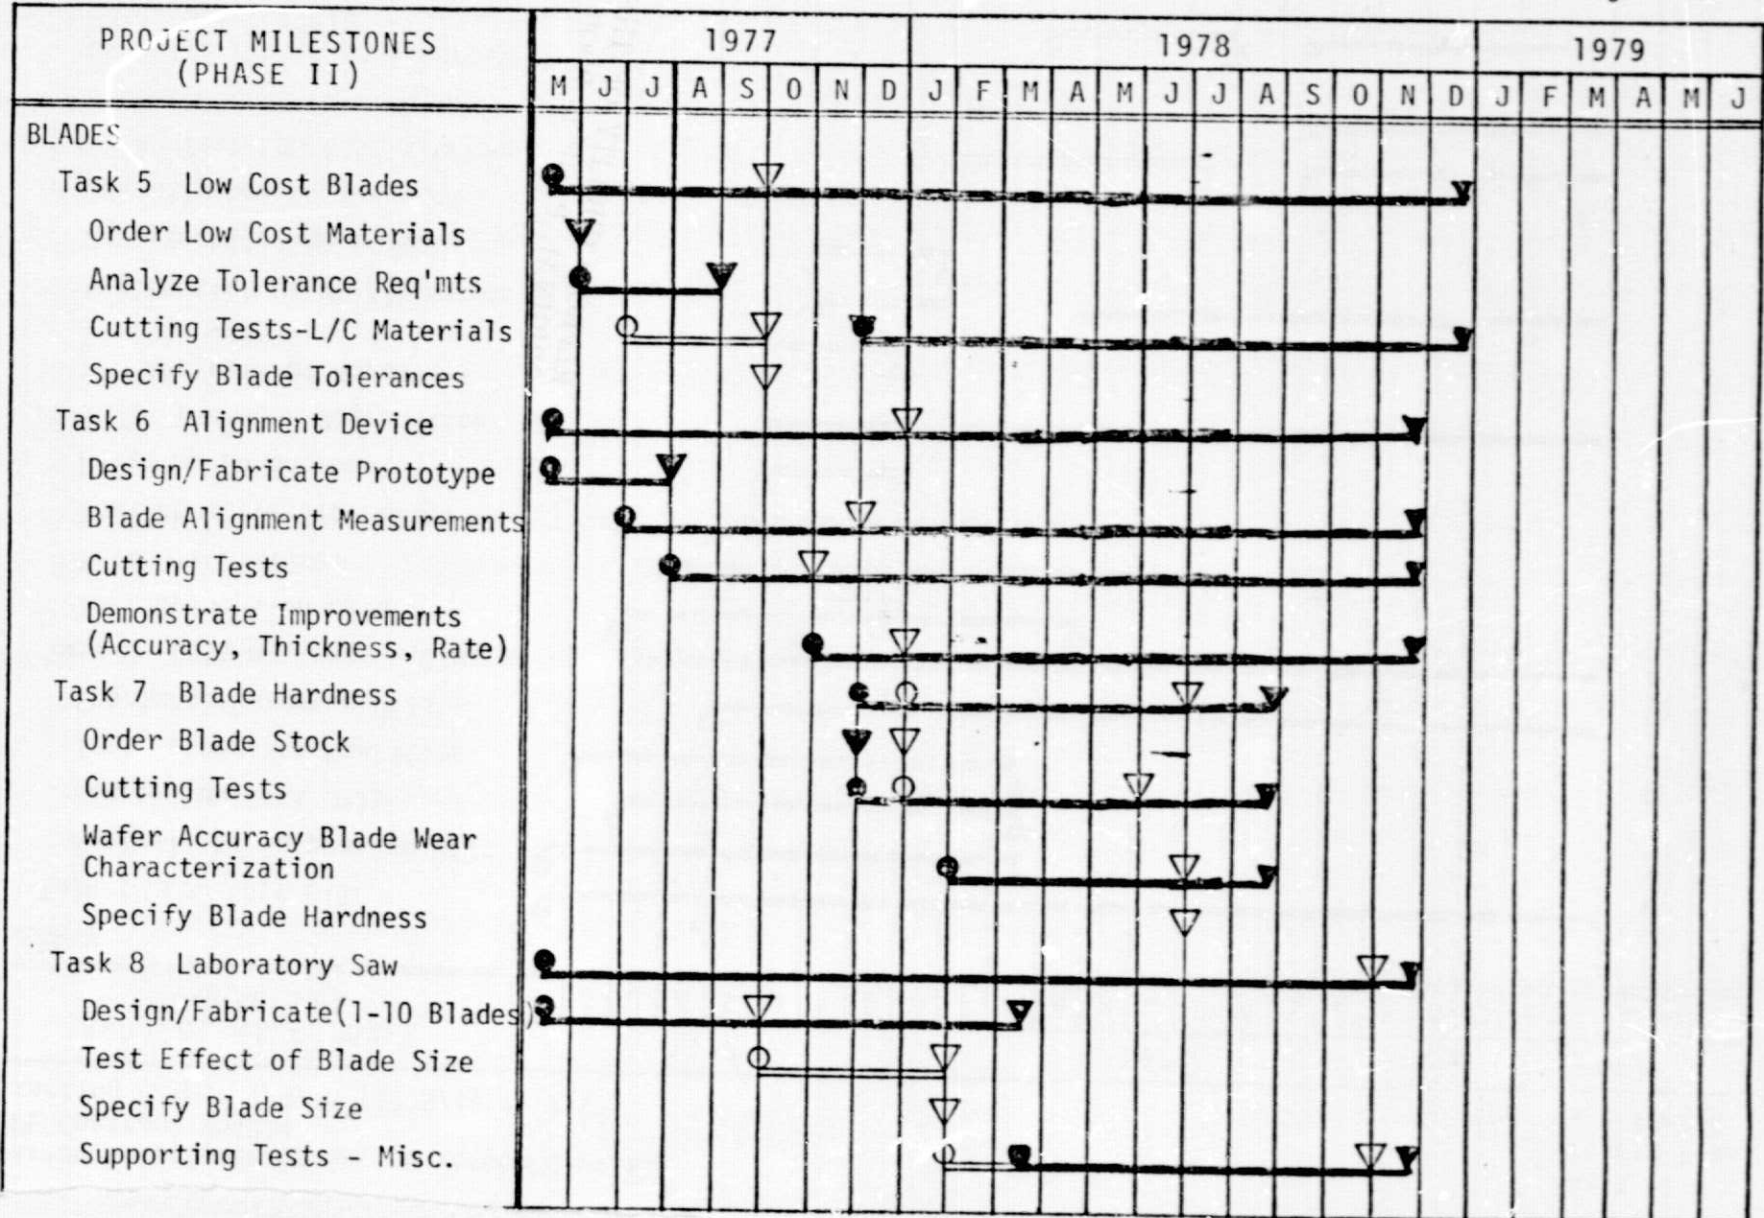 PROJECT MILESTONES
(PHASE II)
1977 1978 1979
M J J A S O N D J F M A M J J A S O N D J F M A M J
BLADES
Task 5 Low Cost Blades
Order Low Cost Materials
Analyze Tolerance Req'mts
Cutting Tests-L/C Materials
Specify Blade Tolerances
Task 6 Alignment Device
Design/Fabricate Prototype
Blade Alignment Measurements
Cutting Tests
Demonstrate Improvements
(Accuracy, Thickness, Rate)
Task 7 Blade Hardness
Order Blade Stock
Cutting Tests
Wafer Accuracy Blade Wear
Characterization
Specify Blade Hardness
Task 8 Laboratory Saw
Design/Fabricate(1-10 Blades)
Test Effect of Blade Size
Specify Blade Size
Supporting Tests - Misc.